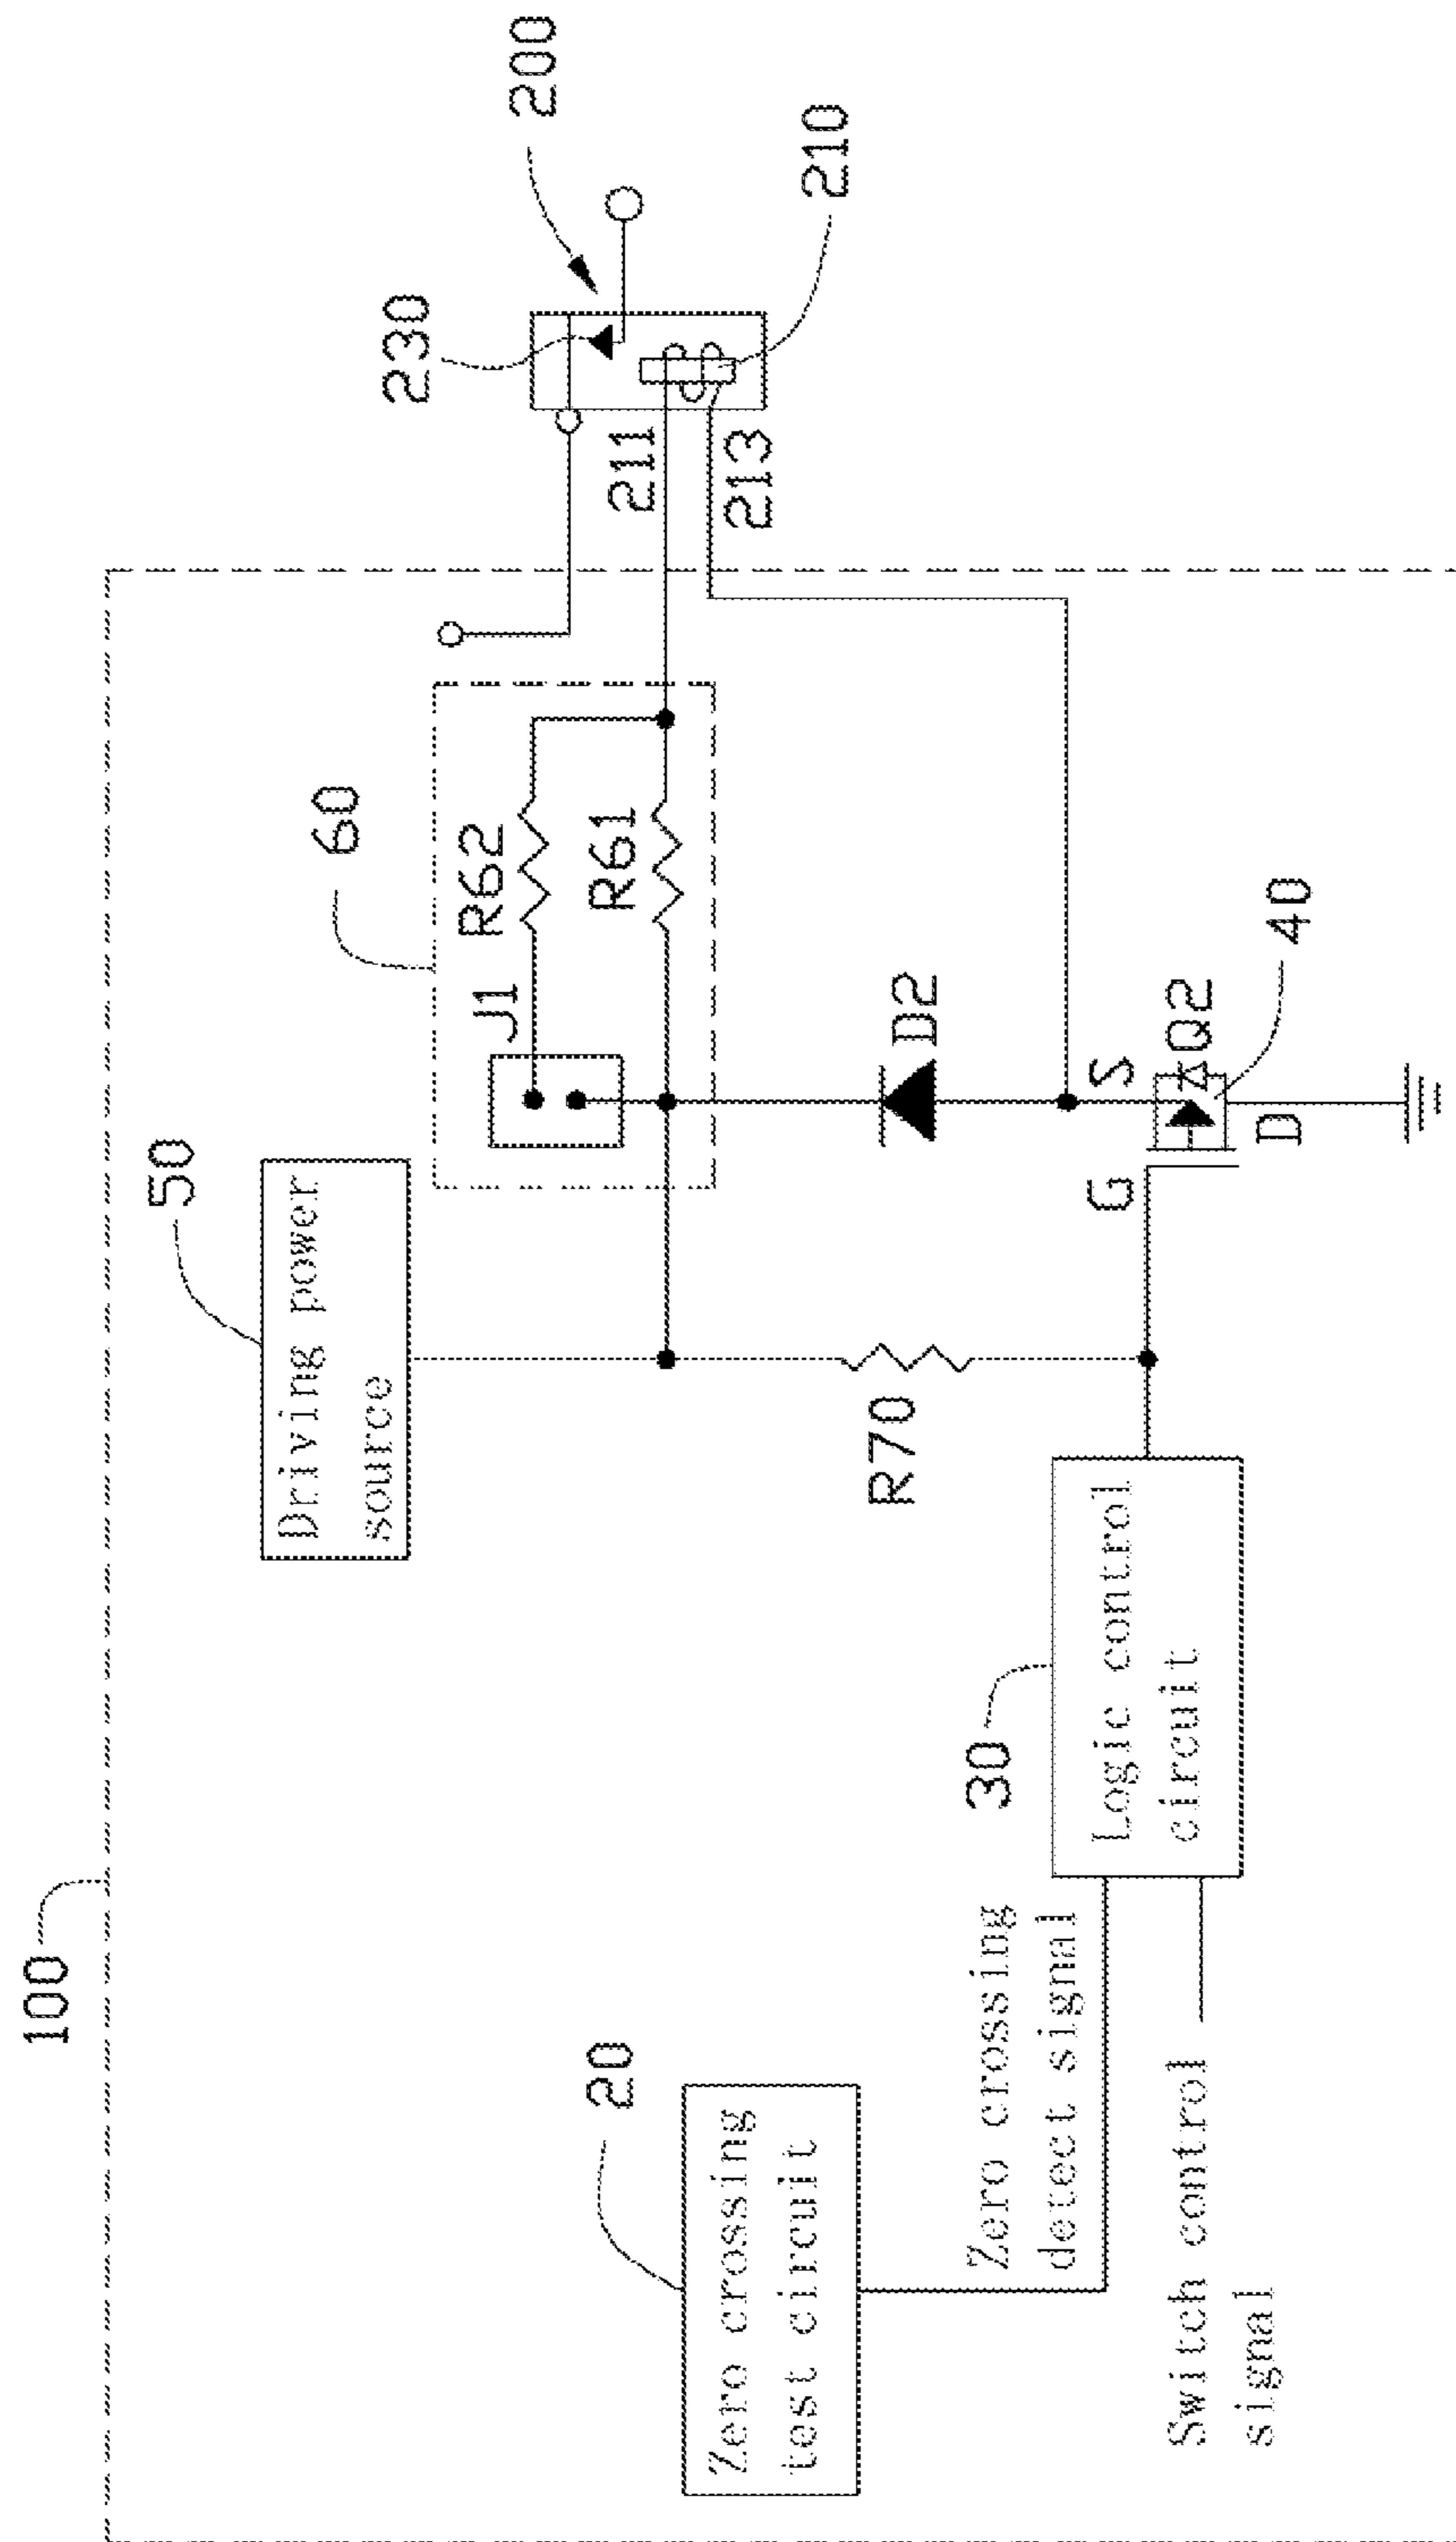 100
50
Driving power
source
60
J1
R62
R61
200
230
211
213
210
20
Zero crossing
test circuit
R70
D2
30
Logic control
circuit
Zero crossing
detect signal
Switch control
signal
G
S
D
Q2
40